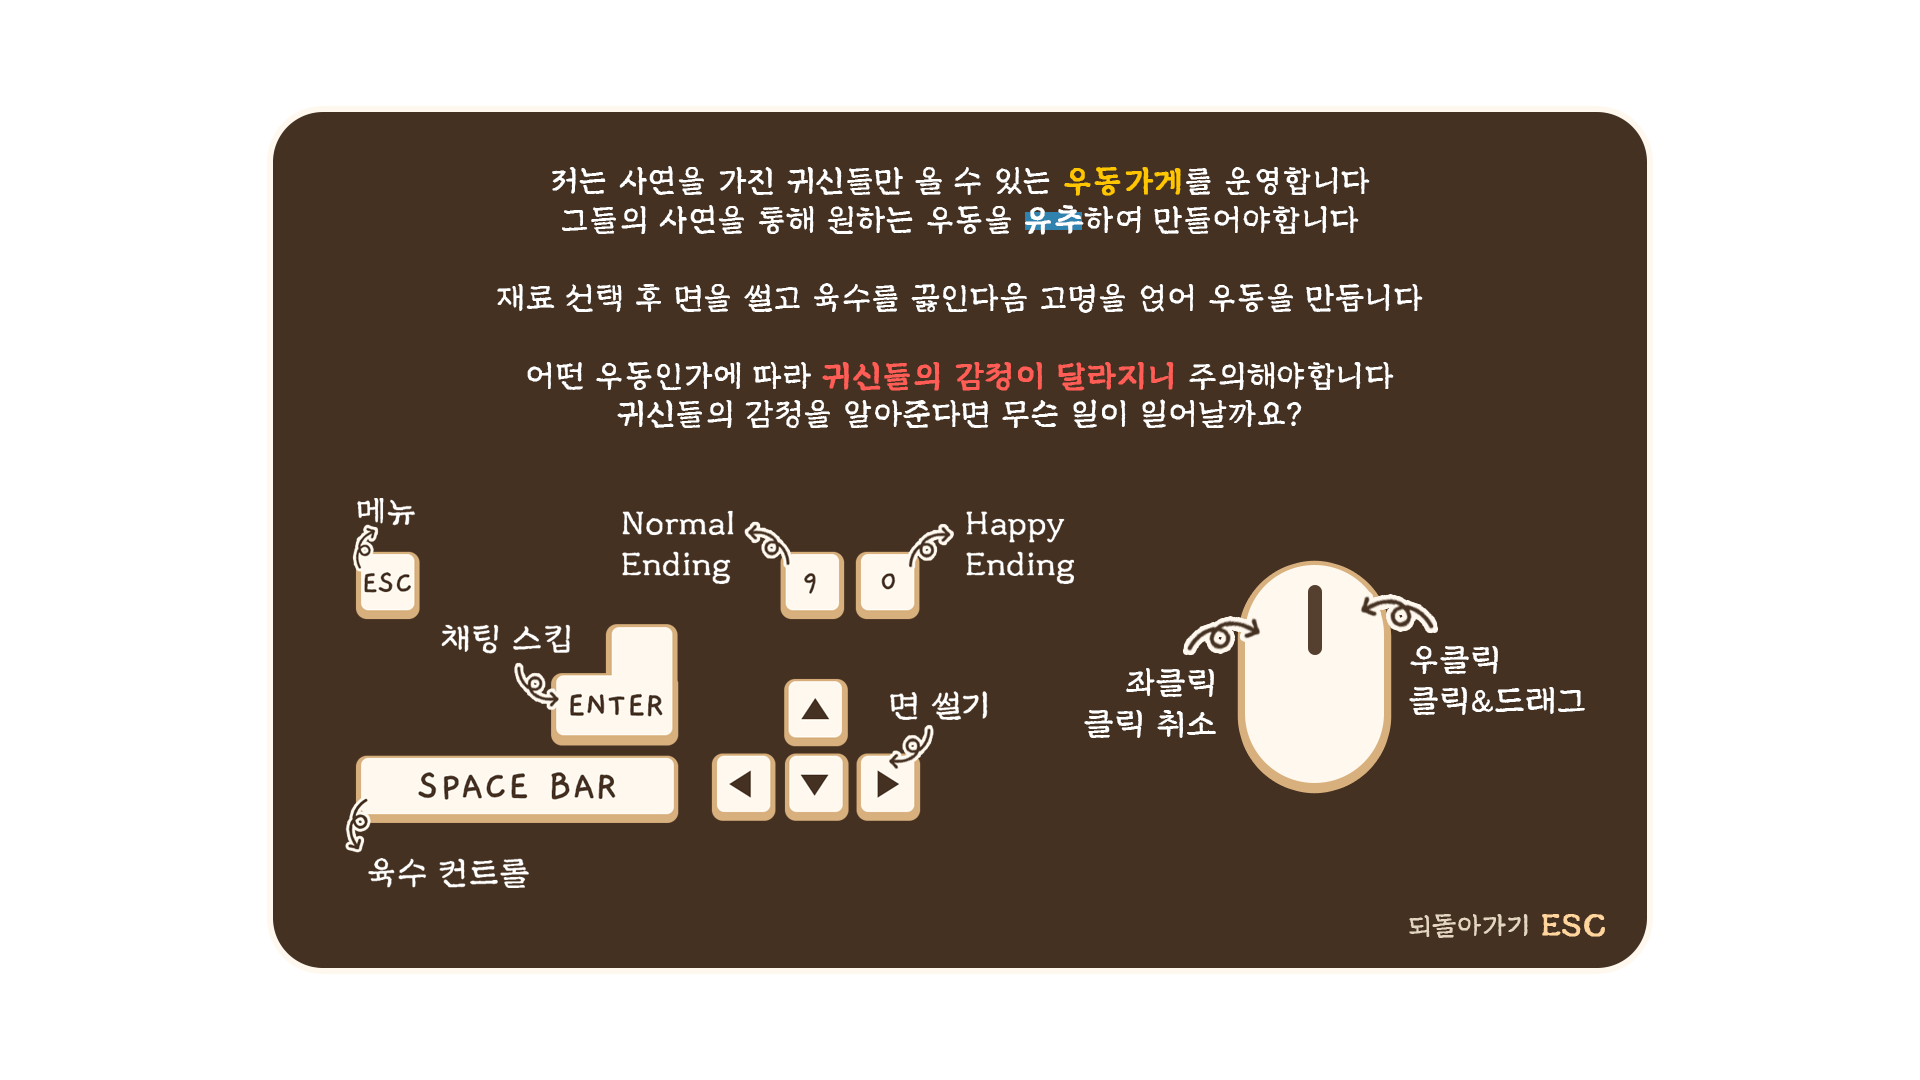 저는 사연을 가진 귀신들만 올 수 있는 우동가게를 운영합니다
그들의 사연을 통해 원하는 우동을 유추하여 만들어야합니다
재료 선택 후 면을 썰고 육수를 끓인다음 고명을 얹어 우동을 만듭니다
어떤 우동인가에 따라 귀신들의 감정이 달라지니 주의해야합니다
귀신들의 감정을 알아준다면 무슨 일이 일어날까요?
메뉴
ESC
Normal
Ending
9
0
Happy
Ending
채팅 스킵
ENTER
SPACE BAR
육수 컨트롤
면 썰기
좌클릭
클릭 취소
우클릭
클릭&드래그
되돌아가기 ESC